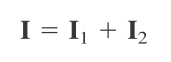 I = I₁ + I₂